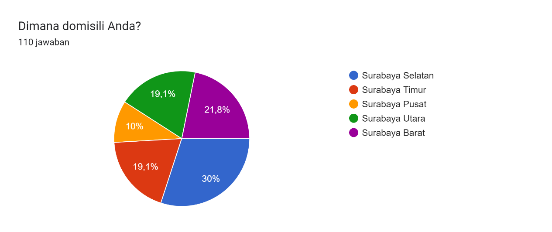 Dimana domisili Anda?
110 jawaban
19,1%
21,8%
10%
19,1%
30%
Surabaya Selatan
Surabaya Timur
Surabaya Pusat
Surabaya Utara
Surabaya Barat